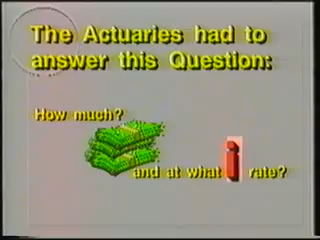 The Actuaries had to
answer this Question:
How much?
and at what i rate?